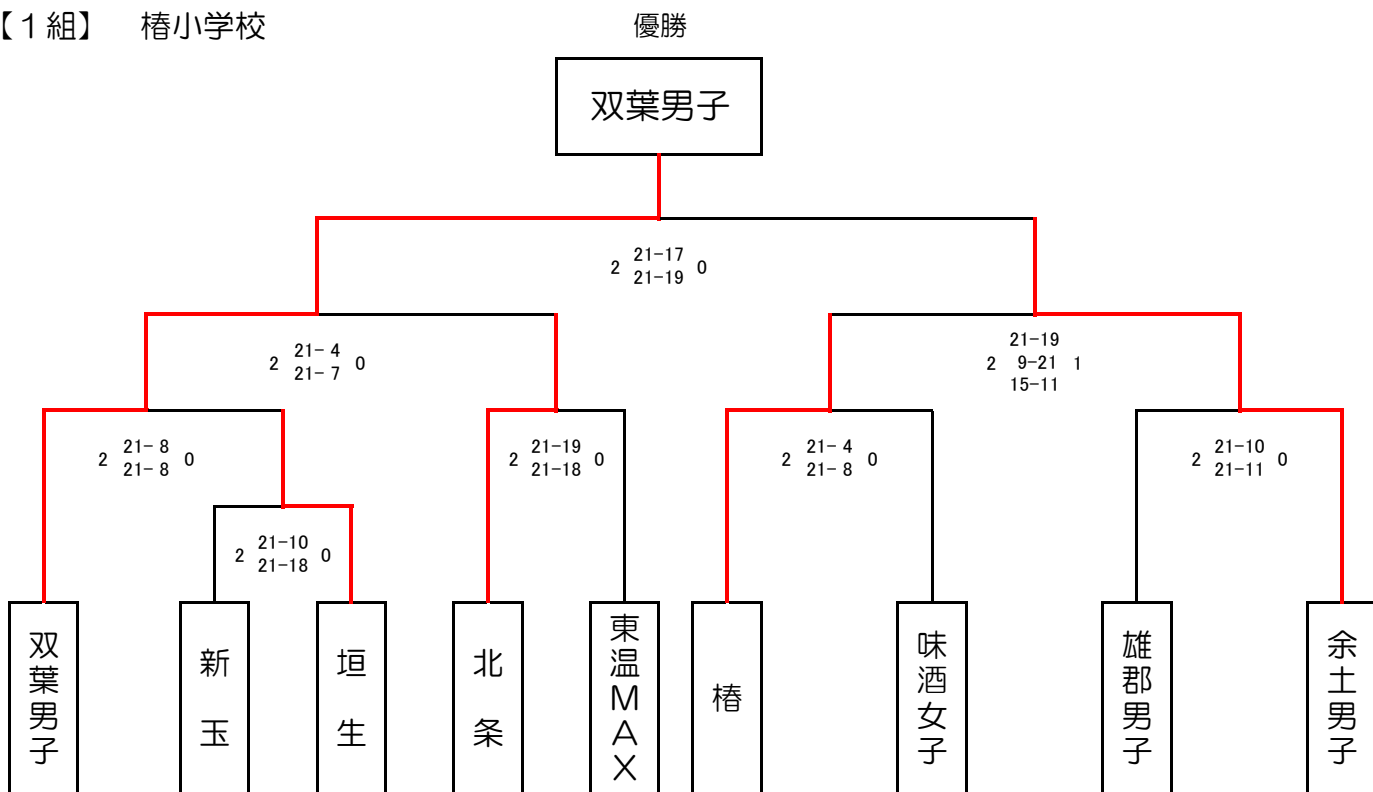 【１組】　椿小学校
優勝
双葉男子
2 21-17 0
21-19
2 21- 4 0
21- 7
21-19
2 9-21 1
15-11
2 21- 8 0
21- 8
2 21-19 0
21-18
2 21- 4 0
21- 8
2 21-10 0
21-11
2 21-10 0
21-18
双葉男子
新玉
垣生
北条
東温ＭＡＸ
椿
味酒女子
雄郡男子
余土男子